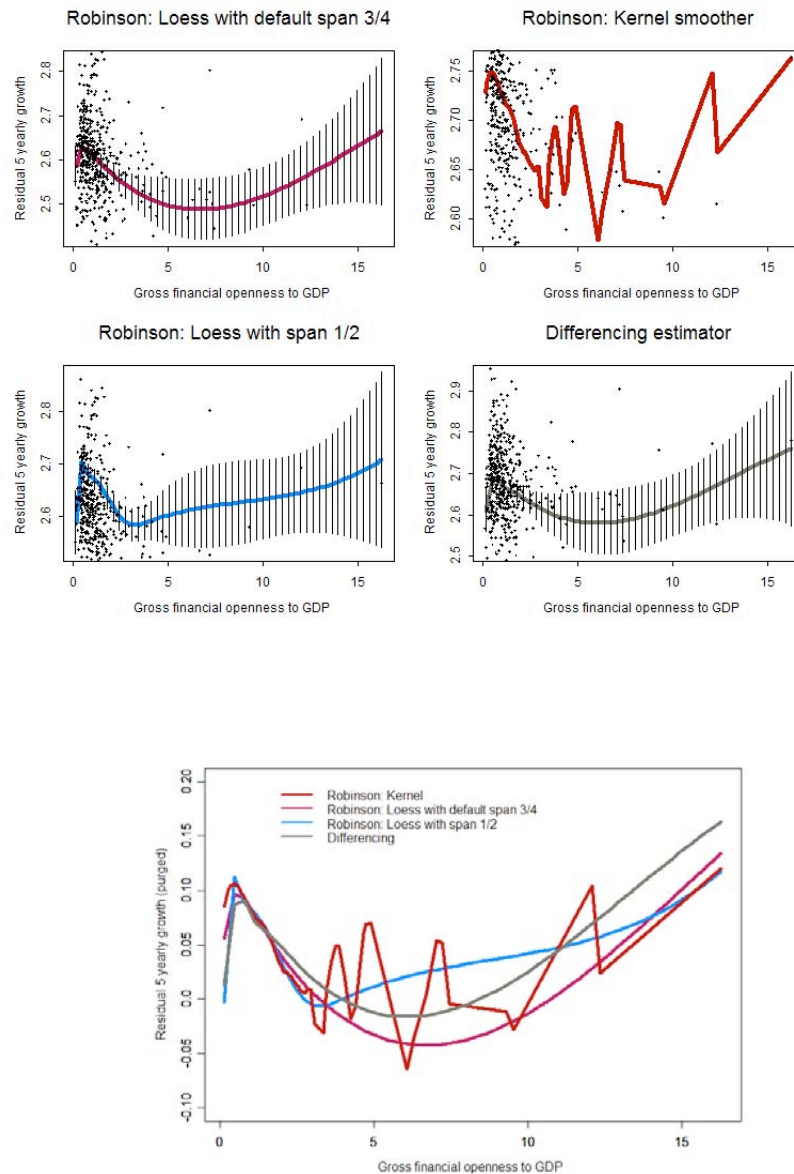 Robinson: Loess with default span 3/4
Robinson: Kernel smoother
Residual 5 yearly growth
2.8
2.7
2.6
2.5
0 5 10 15
Gross financial openness to GDP
Residual 5 yearly growth
2.75
2.70
2.65
2.60
0 5 10 15
Gross financial openness to GDP
Robinson: Loess with span 1/2
Differencing estimator
Residual 5 yearly growth
2.8
2.7
2.6
0 5 10 15
Gross financial openness to GDP
Residual 5 yearly growth
2.9
2.8
2.7
2.6
2.5
0 5 10 15
Gross financial openness to GDP
Residual 5 yearly growth (purged)
0.20
0.15
0.10
0.05
0.0
-0.05
-0.10
Robinson: Kernel
Robinson: Loess with default span 3/4
Robinson: Loess with span 1/2
Differencing
0 5 10 15
Gross financial openness to GDP